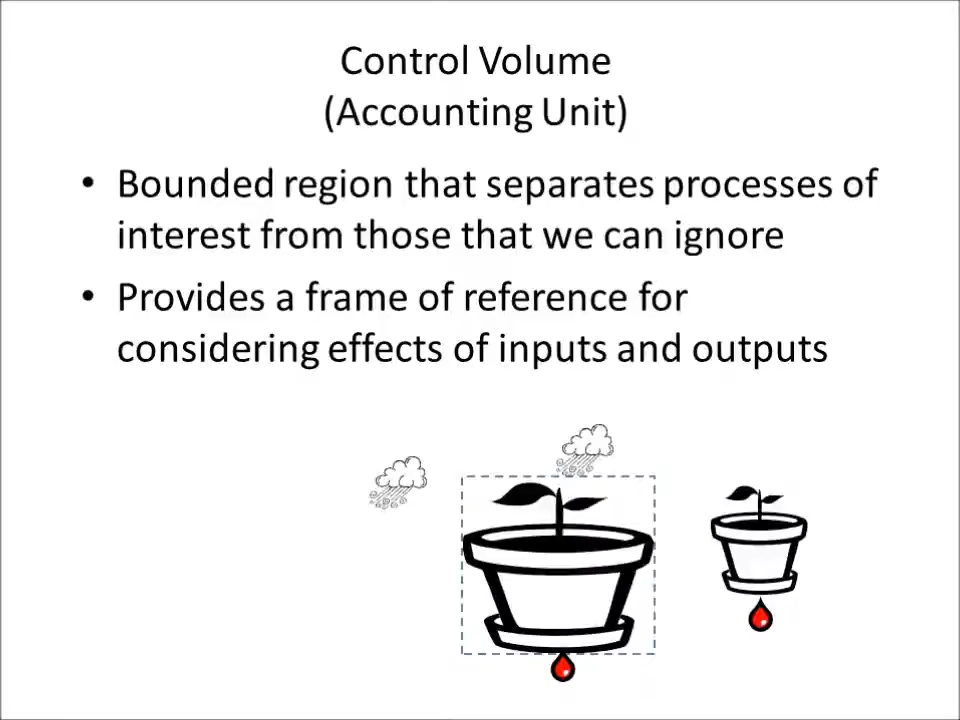 Control Volume
(Accounting Unit)
• Bounded region that separates processes of
interest from those that we can ignore
• Provides a frame of reference for
considering effects of inputs and outputs